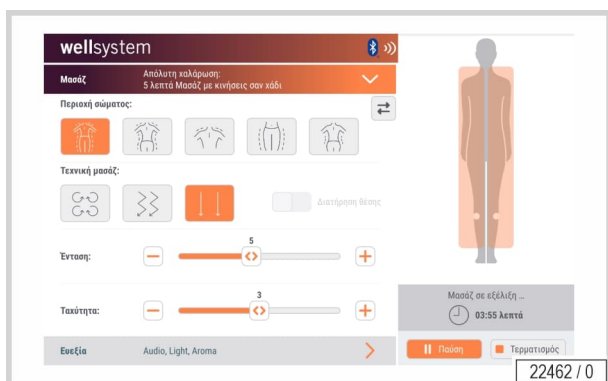 wellsystem
Μασάζ
Απόλυτη χαλάρωση:
5 λεπτά Μασάζ με κινήσεις σαν χάδι
Περιοχή σώματος:
Τεχνική μασάζ:
Διατήρηση θέσης
Ένταση:
5
Ταχύτητα:
3
Ευεξία
Audio, Light, Aroma
Μασάζ σε εξέλιξη ...
03:55 λεπτά
Παύση
Τερματισμός
22462 / 0